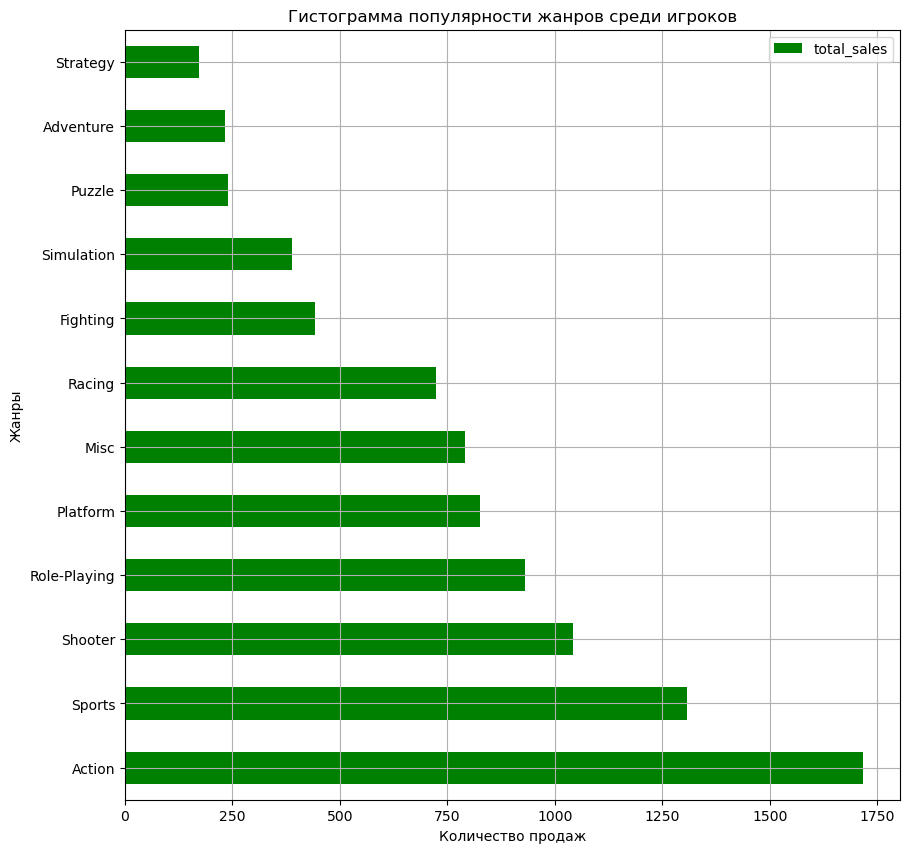 Гистограмма популярности жанров среди игроков
total_sales
Strategy
Adventure
Puzzle
Simulation
Fighting
Racing
Misc
Platform
Role-Playing
Shooter
Sports
Action
Жанры
0 250 500 750 1000 1250 1500 1750
Количество продаж